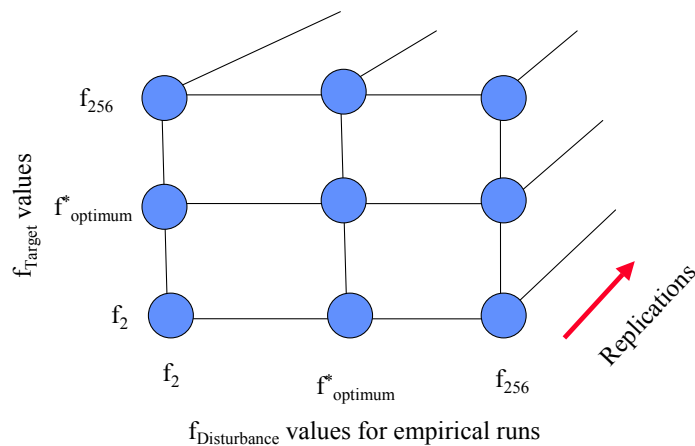 f256
f*optimum
f2
fTarget values
f2
f*optimum
f256
fDisturbance values for empirical runs
Replications